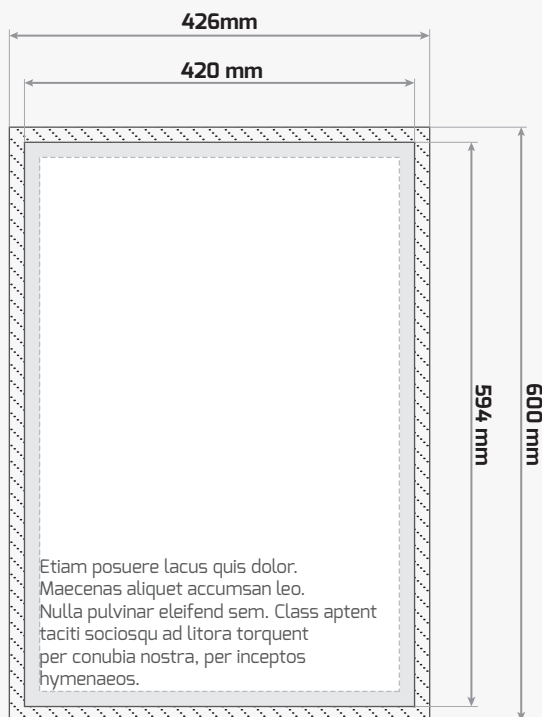 426mm
420 mm
594 mm
600 mm
Etiam posuere lacus quis dolor.
Maecenas aliquet accumsan leo.
Nulla pulvinar eleifend sem. Class aptent
taciti sociosqu ad litora torquent
per conubia nostra, per inceptos
hymenaeos.